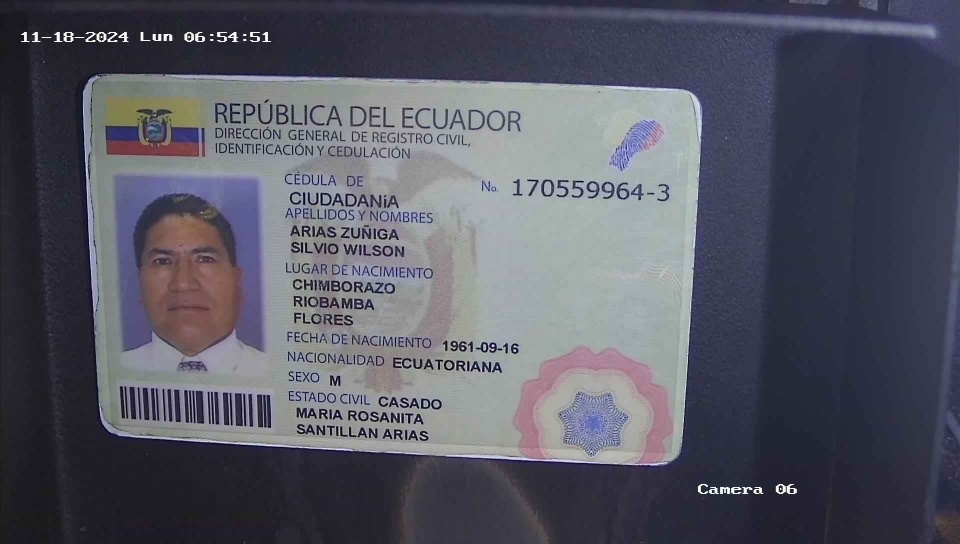 11-18-2024 Lun 06:54:51
REPÚBLICA DEL ECUADOR
DIRECCIÓN GENERAL DE REGISTRO CIVIL,
IDENTIFICACIÓN Y CEDULACIÓN
CÉDULA DE
CIUDADANíA
No. 170559964-3
APELLIDOS Y NOMBRES
ARIAS ZUÑIGA
SILVIO WILSON
LUGAR DE NACIMIENTO
CHIMBORAZO
RIOBAMBA
FLORES
FECHA DE NACIMIENTO 1961-09-16
NACIONALIDAD ECUATORIANA
SEXO M
ESTADO CIVIL CASADO
MARIA ROSANITA
SANTILLAN ARIAS
Camera 06